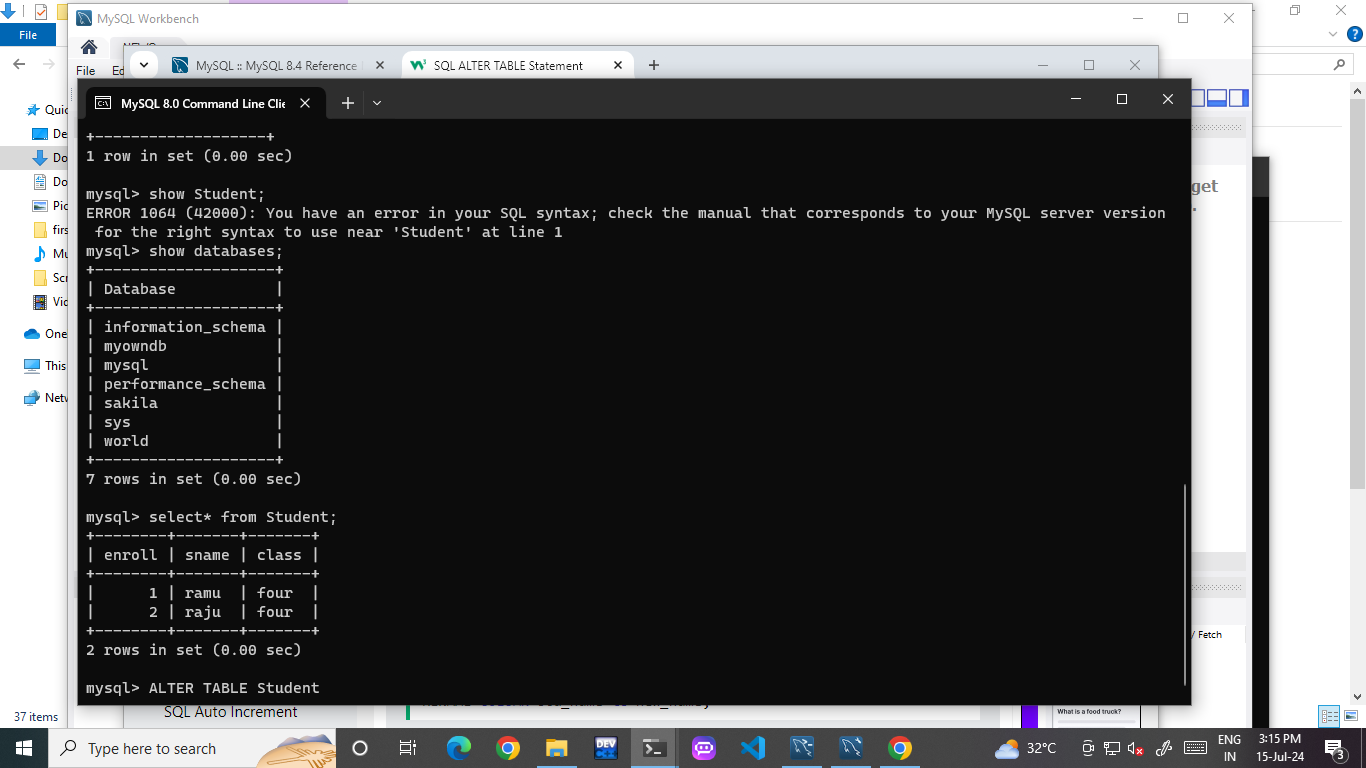 MySQL Workbench
File
File
MySQL :: MySQL 8.4 Reference
SQL ALTER TABLE Statement
MySQL 8.0 Command Line Clie
+-------------------+
1 row in set (0.00 sec)
mysql> show Student;
ERROR 1064 (42000): You have an error in your SQL syntax; check the manual that corresponds to your MySQL server version
for the right syntax to use near 'Student' at line 1
mysql> show databases;
+--------------------+
| Database           |
+--------------------+
| information_schema |
| myowndb            |
| mysql              |
| performance_schema |
| sakila             |
| sys                |
| world              |
+--------------------+
7 rows in set (0.00 sec)
mysql> select* from Student;
+--------+-------+-------+
| enroll | sname | class |
+--------+-------+-------+
|      1 | ramu  | four  |
|      2 | raju  | four  |
+--------+-------+-------+
2 rows in set (0.00 sec)
mysql> ALTER TABLE Student
Quic
De
Do
Do
Pic
firs
Mu
Scr
Vid
One
This
Netw
get
/ Fetch
37 items
SQL Auto Increment
What is a food truck?
Type here to search
DEV
C++
32°C
ENG
IN
3:15 PM
15-Jul-24
3